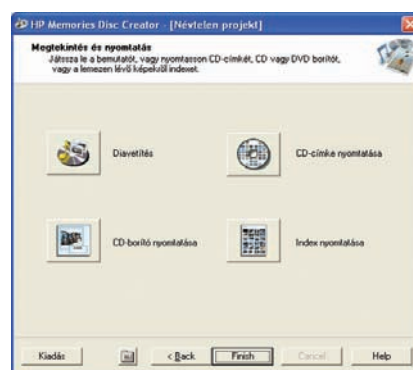 HP Memories Disc Creator - [Névtelen projekt]
Megtekintés és nyomtatás
Játssza le a bemutatót, vagy nyomtasson CD-címkét, CD vagy DVD borítót,
vagy a lemezen lévő képekről indexet.
Diavetítés
CD-címke nyomtatása
CD-borító nyomtatása
Index nyomtatása
Kiadás
< Back
Finish
Cancel
Help